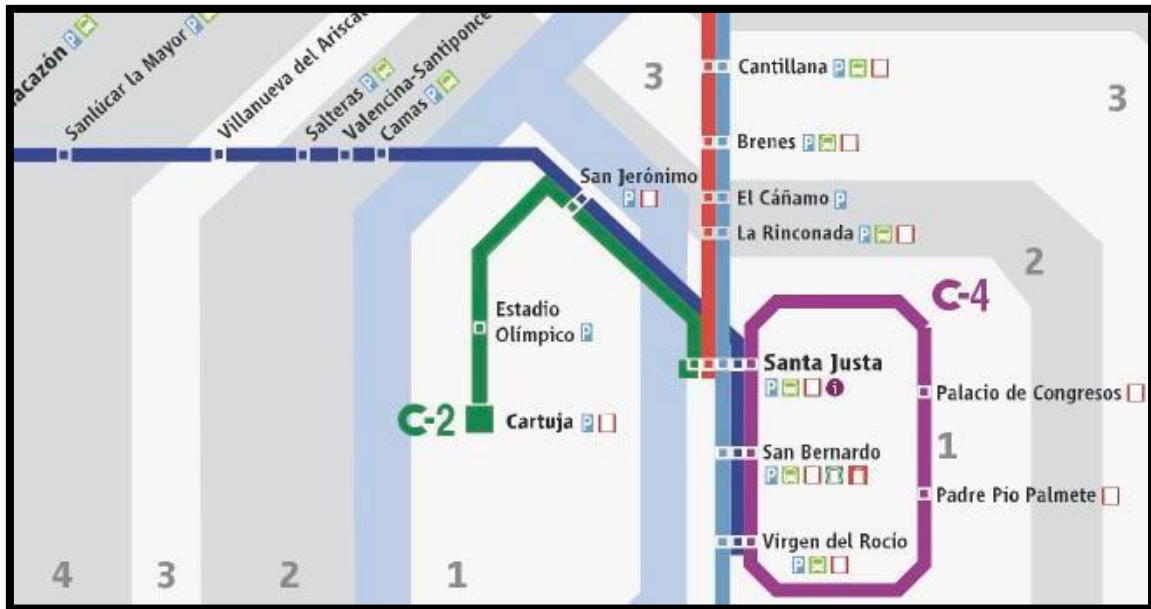 Sanlúcar la Mayor
Villanueva del Ariscal
Salteras
Valencina-Santiponce
Camas
3
Cantillana
3
Brenes
San Jerónimo
El Cáñamo
La Rinconada
2
C-4
Estadio
Olímpico
Santa Justa
Palacio de Congresos
C-2
Cartuja
San Bernardo
1
Padre Pío Palmete
Virgen del Rocío
4
3
2
1